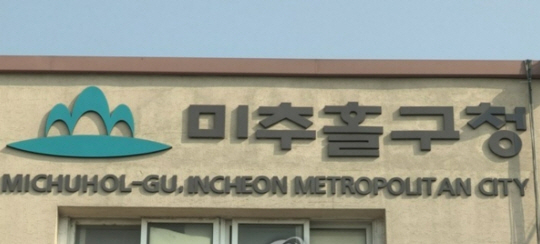 미추홀구청
MICHUHOL-GU, INCHEON METROPOLITAN CITY